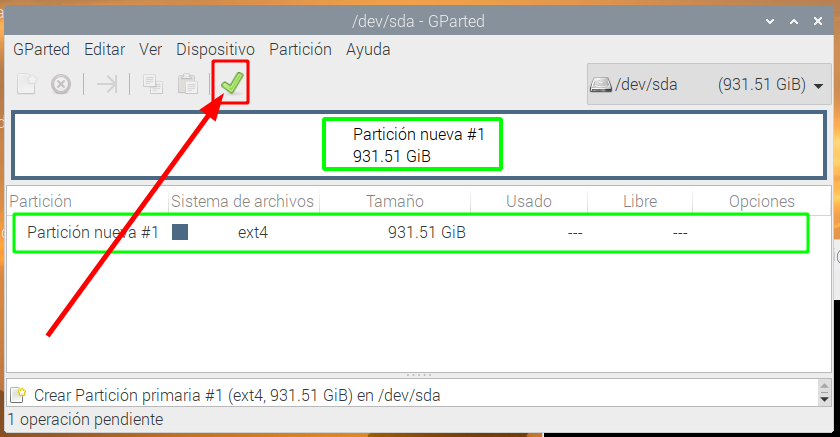 /dev/sda - GParted
GParted Editar Ver Dispositivo Partición Ayuda
/dev/sda (931.51 GiB)
Partición nueva #1
931.51 GiB
Partición Sistema de archivos Tamaño Usado Libre Opciones
Partición nueva #1 ext4 931.51 GiB --- ---
Crear Partición primaria #1 (ext4, 931.51 GiB) en /dev/sda
1 operación pendiente